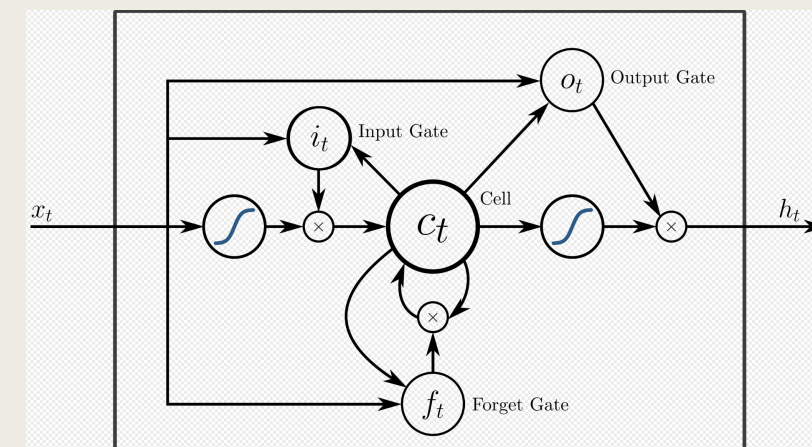 o_t Output Gate
i_t Input Gate
Cell
x_t
×
c_t
×
h_t
×
f_t Forget Gate